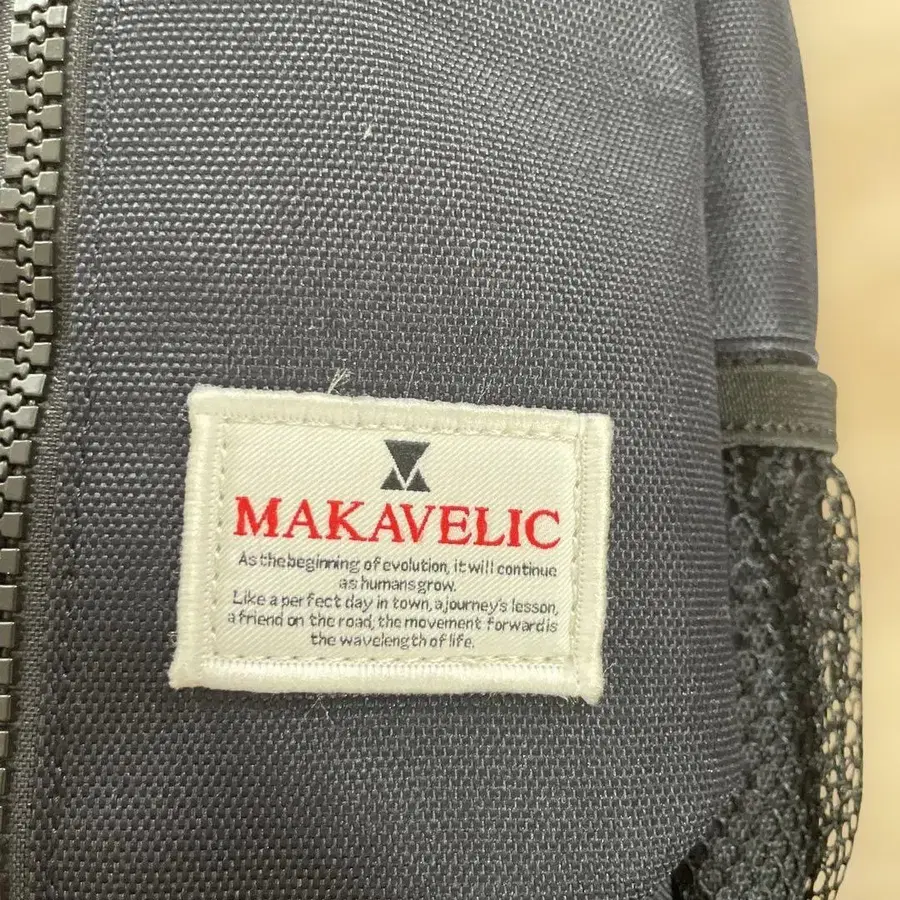 MAKAVELIC
As the beginning of evolution, it will continue
as humans grow.
Like a perfect day in town, a journey's lesson,
a friend on the road, the movement forward is
the wavelength of life.